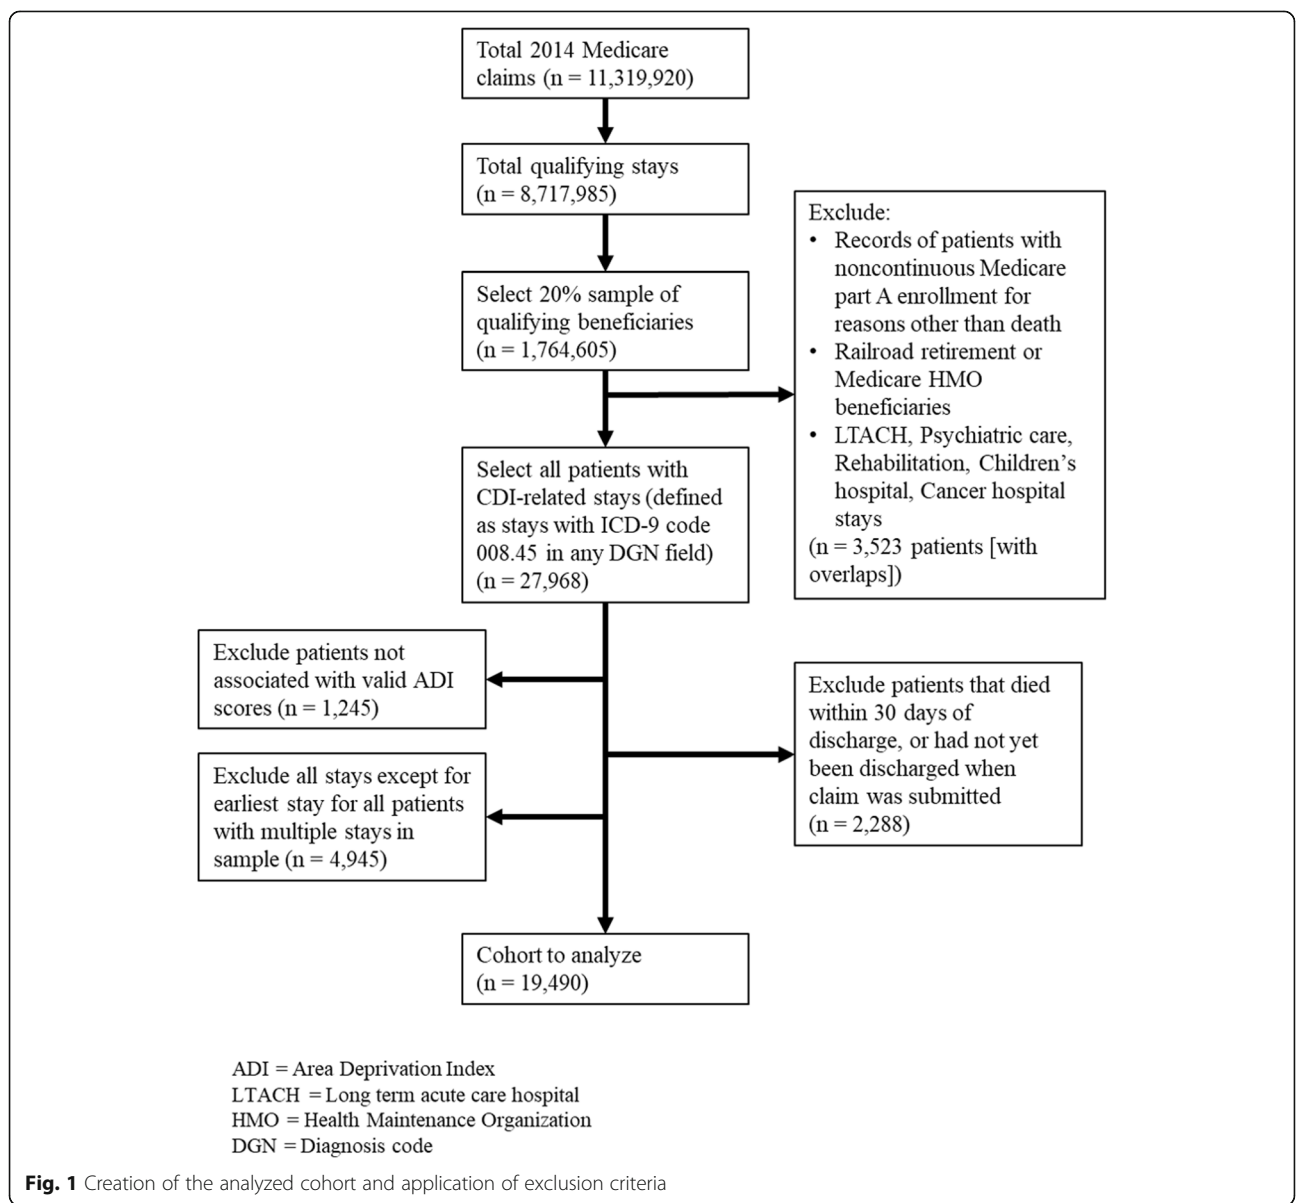 Total 2014 Medicare
claims (n = 11,319,920)
Total qualifying stays
(n = 8,717,985)
Select 20% sample of
qualifying beneficiaries
(n = 1,764,605)
Exclude:
• Records of patients with
noncontinuous Medicare
part A enrollment for
reasons other than death
• Railroad retirement or
Medicare HMO
beneficiaries
• LTACH, Psychiatric care,
Rehabilitation, Children's
hospital, Cancer hospital
stays
(n = 3,523 patients [with
overlaps])
Select all patients with
CDI-related stays (defined
as stays with ICD-9 code
008.45 in any DGN field)
(n = 27,968)
Exclude patients not
associated with valid ADI
scores (n = 1,245)
Exclude patients that died
within 30 days of
discharge, or had not yet
been discharged when
claim was submitted
(n = 2,288)
Exclude all stays except for
earliest stay for all patients
with multiple stays in
sample (n = 4,945)
Cohort to analyze
(n = 19,490)
ADI = Area Deprivation Index
LTACH = Long term acute care hospital
HMO = Health Maintenance Organization
DGN = Diagnosis code
Fig. 1 Creation of the analyzed cohort and application of exclusion criteria